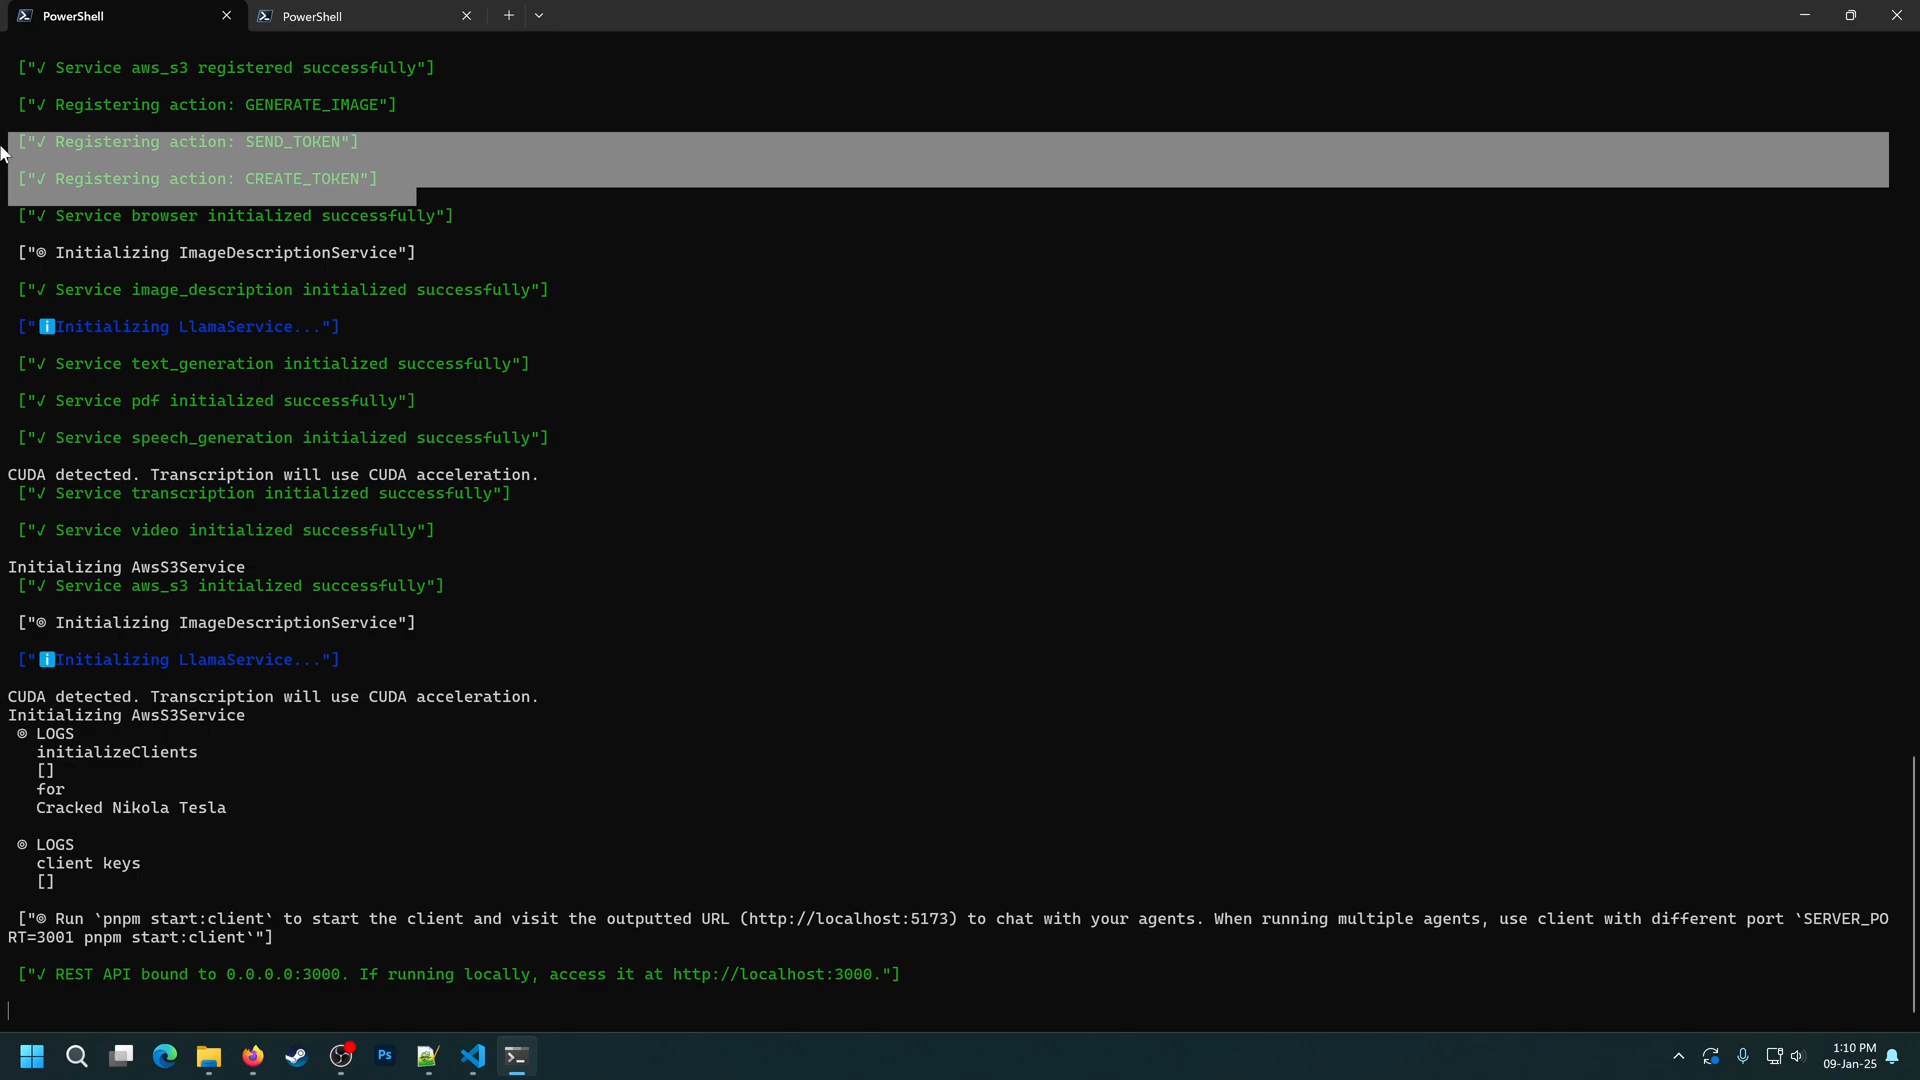 PowerShell
PowerShell
["√ Service aws_s3 registered successfully"]
["√ Registering action: GENERATE_IMAGE"]
["√ Registering action: SEND_TOKEN"]
["√ Registering action: CREATE_TOKEN"]
["√ Service browser initialized successfully"]
["◎ Initializing ImageDescriptionService"]
["√ Service image_description initialized successfully"]
["ℹ️Initializing LlamaService..."]
["√ Service text_generation initialized successfully"]
["√ Service pdf initialized successfully"]
["√ Service speech_generation initialized successfully"]
CUDA detected. Transcription will use CUDA acceleration.
["√ Service transcription initialized successfully"]
["√ Service video initialized successfully"]
Initializing AwsS3Service
["√ Service aws_s3 initialized successfully"]
["◎ Initializing ImageDescriptionService"]
["ℹ️Initializing LlamaService..."]
CUDA detected. Transcription will use CUDA acceleration.
Initializing AwsS3Service
◎ LOGS
initializeClients
[]
for
Cracked Nikola Tesla
◎ LOGS
client keys
[]
["◎ Run `pnpm start:client` to start the client and visit the outputted URL (http://localhost:5173) to chat with your agents. When running multiple agents, use client with different port `SERVER_PO
RT=3001 pnpm start:client`"]
["√ REST API bound to 0.0.0.0:3000. If running locally, access it at http://localhost:3000."]
Ps
1:10 PM
09-Jan-25